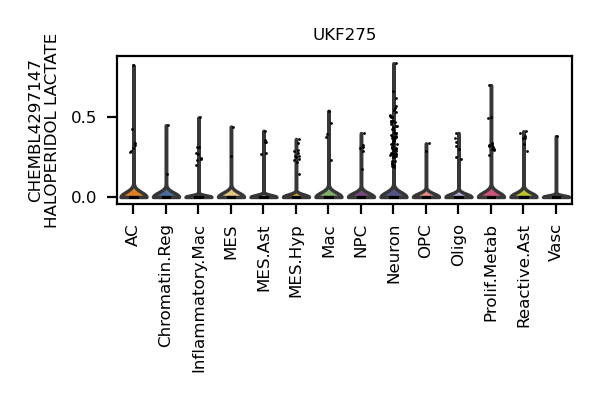 UKF275
CHEMBL4297147
HALOPERIDOL LACTATE
0.5
0.0
AC
Chromatin.Reg
Inflammatory.Mac
MES
MES.Ast
MES.Hyp
Mac
NPC
Neuron
OPC
Oligo
Prolif.Metab
Reactive.Ast
Vasc